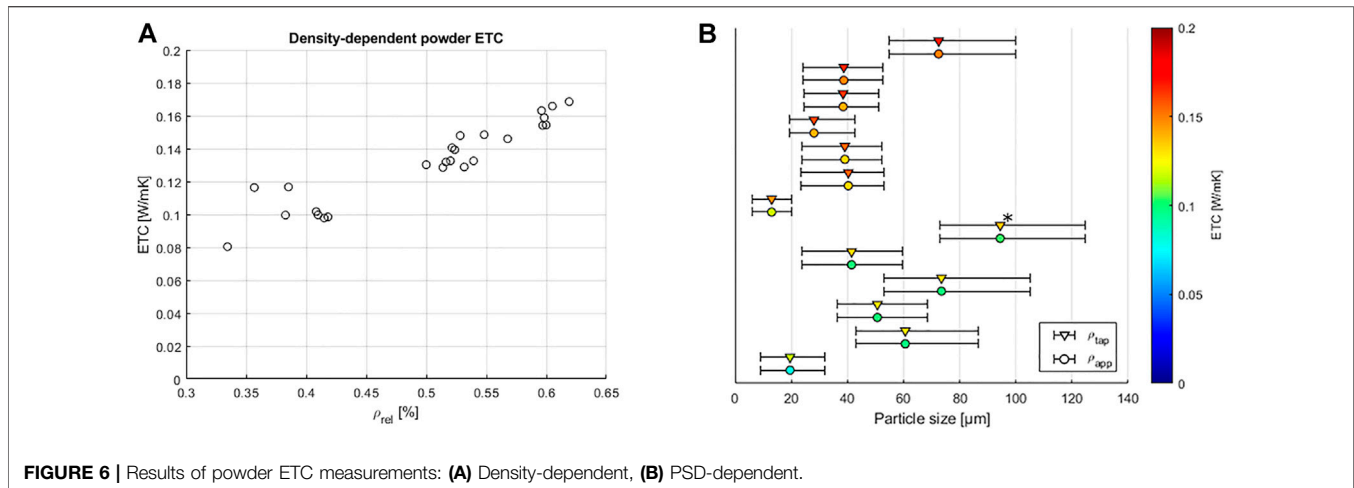 A
Density-dependent powder ETC
0.2
0.18
0.16
0.14
0.12
0.1
0.08
0.06
0.04
0.02
0
ETC [W/mK]
0.3 0.35 0.4 0.45 0.5 0.55 0.6 0.65
ρrel [%]
B
*
ρtap
ρapp
0 20 40 60 80 100 120 140
Particle size [µm]
0.2
0.15
0.1
0.05
0
ETC [W/mK]
FIGURE 6 | Results of powder ETC measurements: (A) Density-dependent, (B) PSD-dependent.